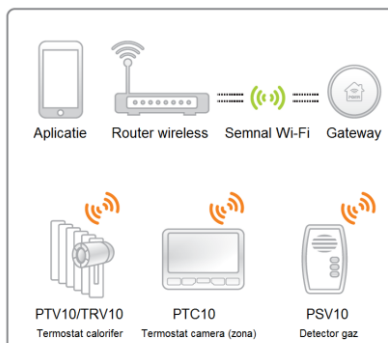 Aplicatie Router wireless Semnal Wi-Fi Gateway
PTV10/TRV10 PTC10 PSV10
Termostat calorifer Termostat camera (zona) Detector gaz